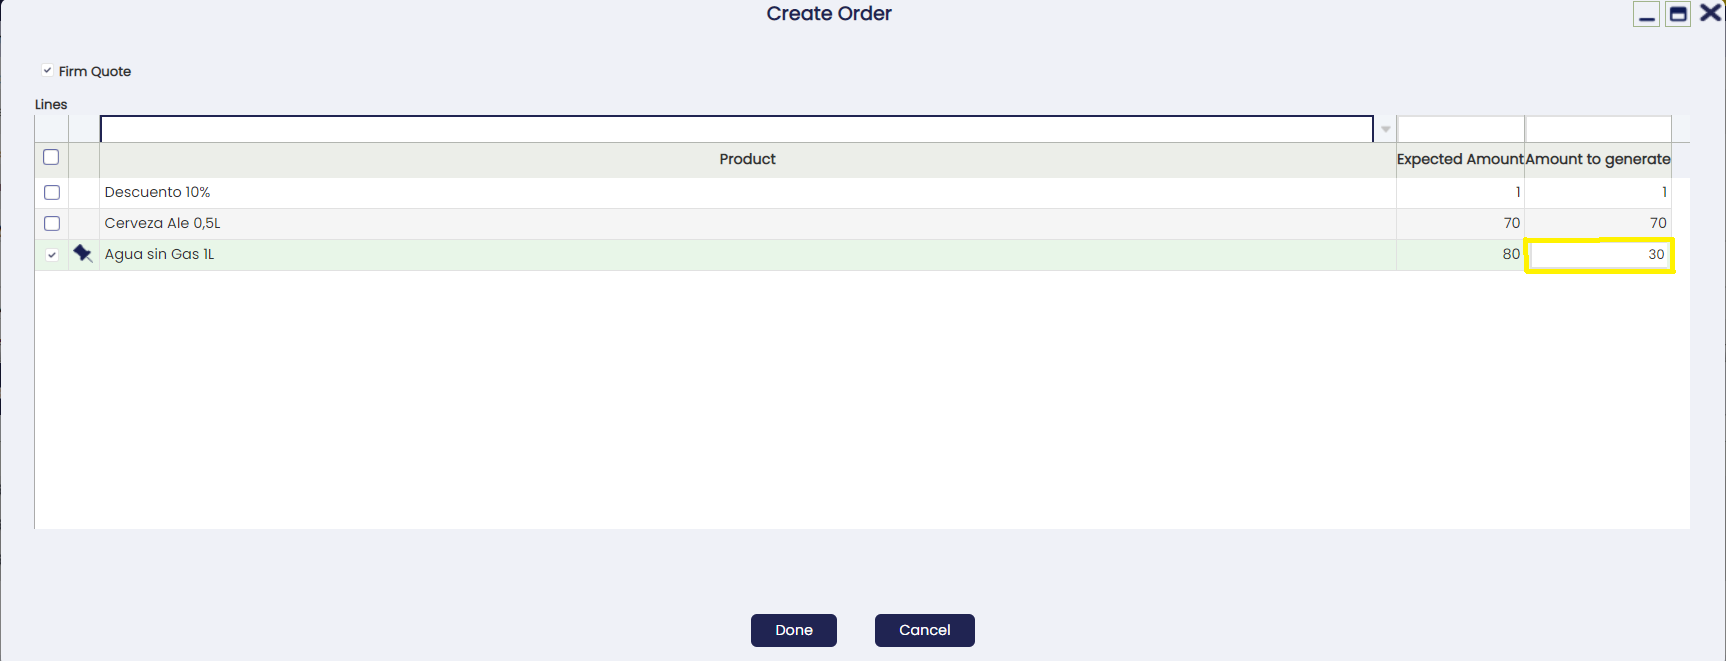 Create Order
Firm Quote
Lines
Product Expected Amount Amount to generate
Descuento 10% 1 1
Cerveza Ale 0,5L 70 70
Agua sin Gas 1L 80 30
Done Cancel